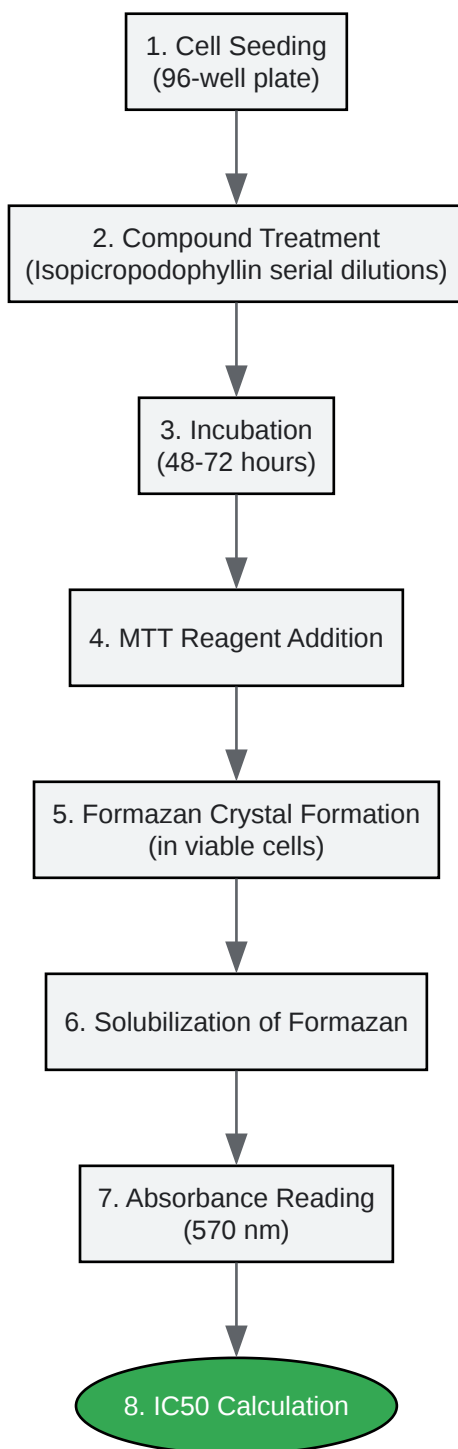 1. Cell Seeding
(96-well plate)
2. Compound Treatment
(Isopicropodophyllin serial dilutions)
3. Incubation
(48-72 hours)
4. MTT Reagent Addition
5. Formazan Crystal Formation
(in viable cells)
6. Solubilization of Formazan
7. Absorbance Reading
(570 nm)
8. IC50 Calculation